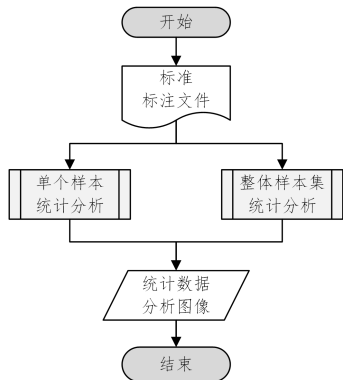 开始
标准
标注文件
单个样本
统计分析
整体样本集
统计分析
统计数据
分析图像
结束